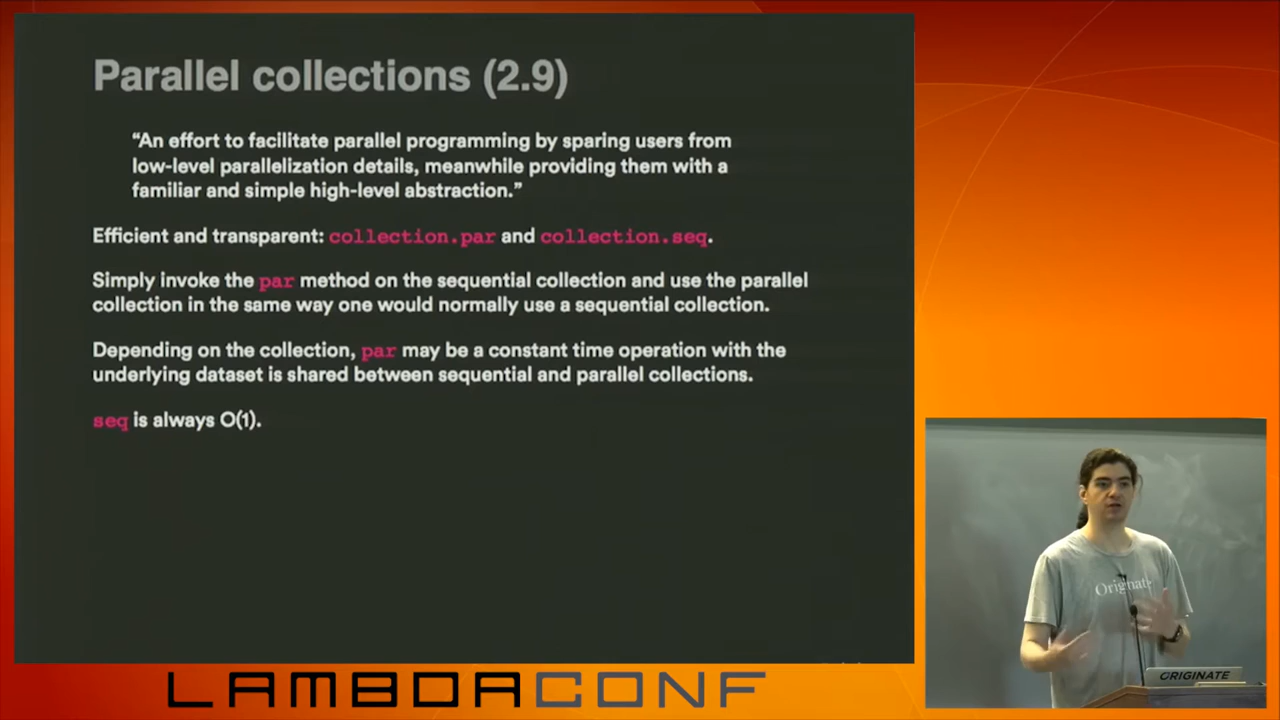 Parallel collections (2.9)
“An effort to facilitate parallel programming by sparing users from
low-level parallelization details, meanwhile providing them with a
familiar and simple high-level abstraction.”
Efficient and transparent: collection.par and collection.seq.
Simply invoke the par method on the sequential collection and use the parallel
collection in the same way one would normally use a sequential collection.
Depending on the collection, par may be a constant time operation with the
underlying dataset is shared between sequential and parallel collections.
seq is always O(1).
Originate
ORIGINATE
LAMBDACONF